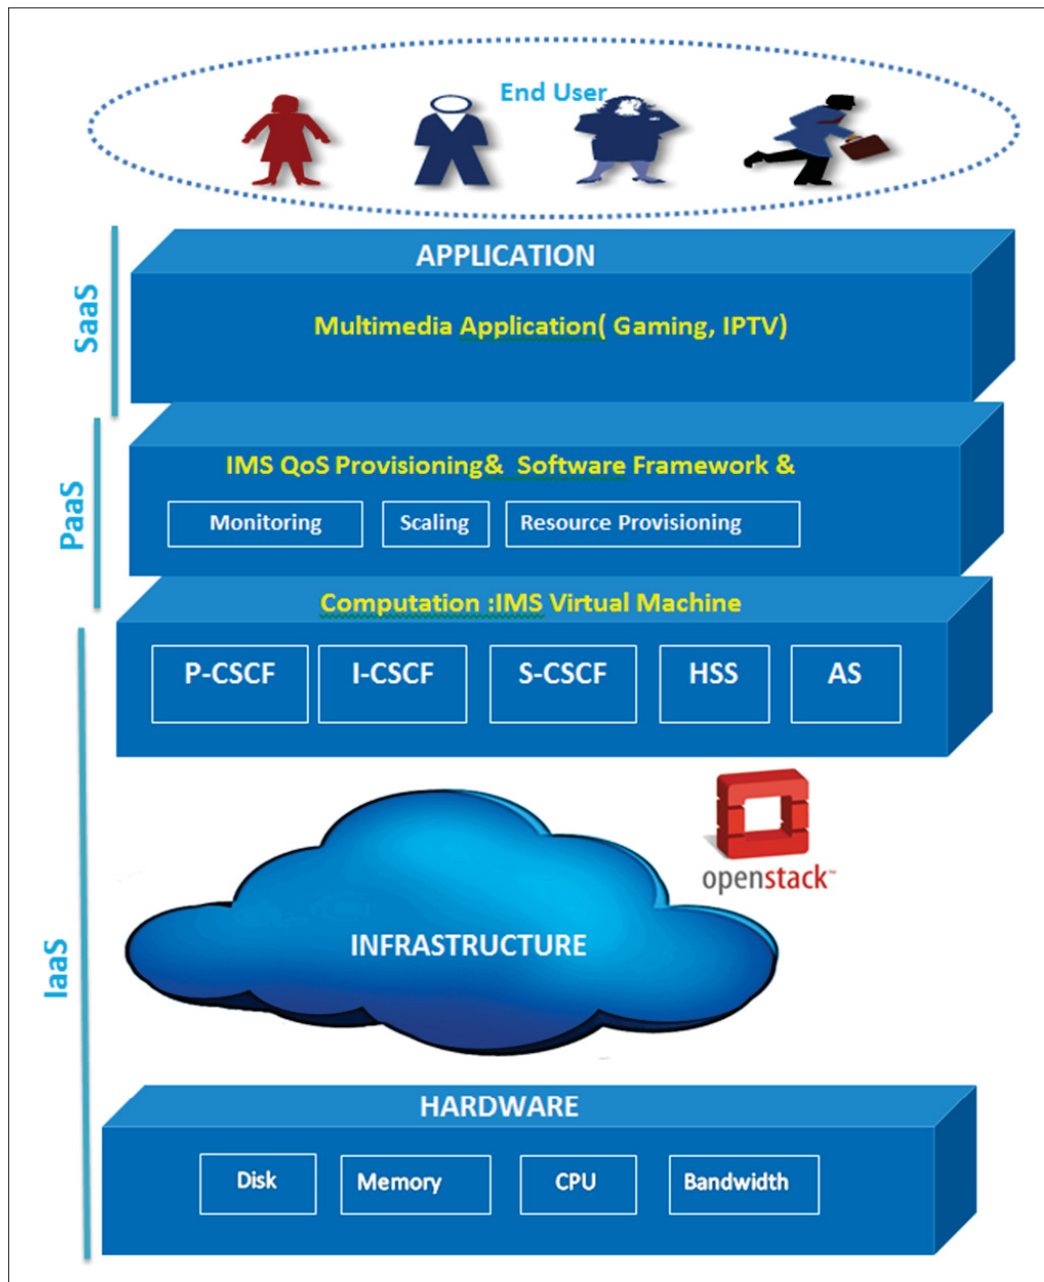 End User
SaaS
APPLICATION
Multimedia Application( Gaming, IPTV)
PaaS
IMS QoS Provisioning&  Software Framework &
Monitoring
Scaling
Resource Provisioning
Computation :IMS Virtual Machine
P-CSCF
I-CSCF
S-CSCF
HSS
AS
IaaS
openstack™
INFRASTRUCTURE
HARDWARE
Disk
Memory
CPU
Bandwidth